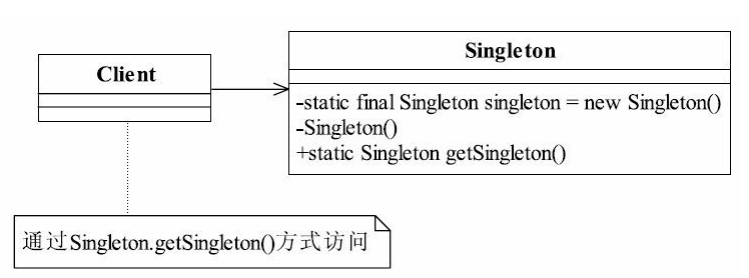 Client
Singleton
-static final Singleton singleton = new Singleton()
-Singleton()
+static Singleton getSingleton()
通过Singleton.getSingleton()方式访问